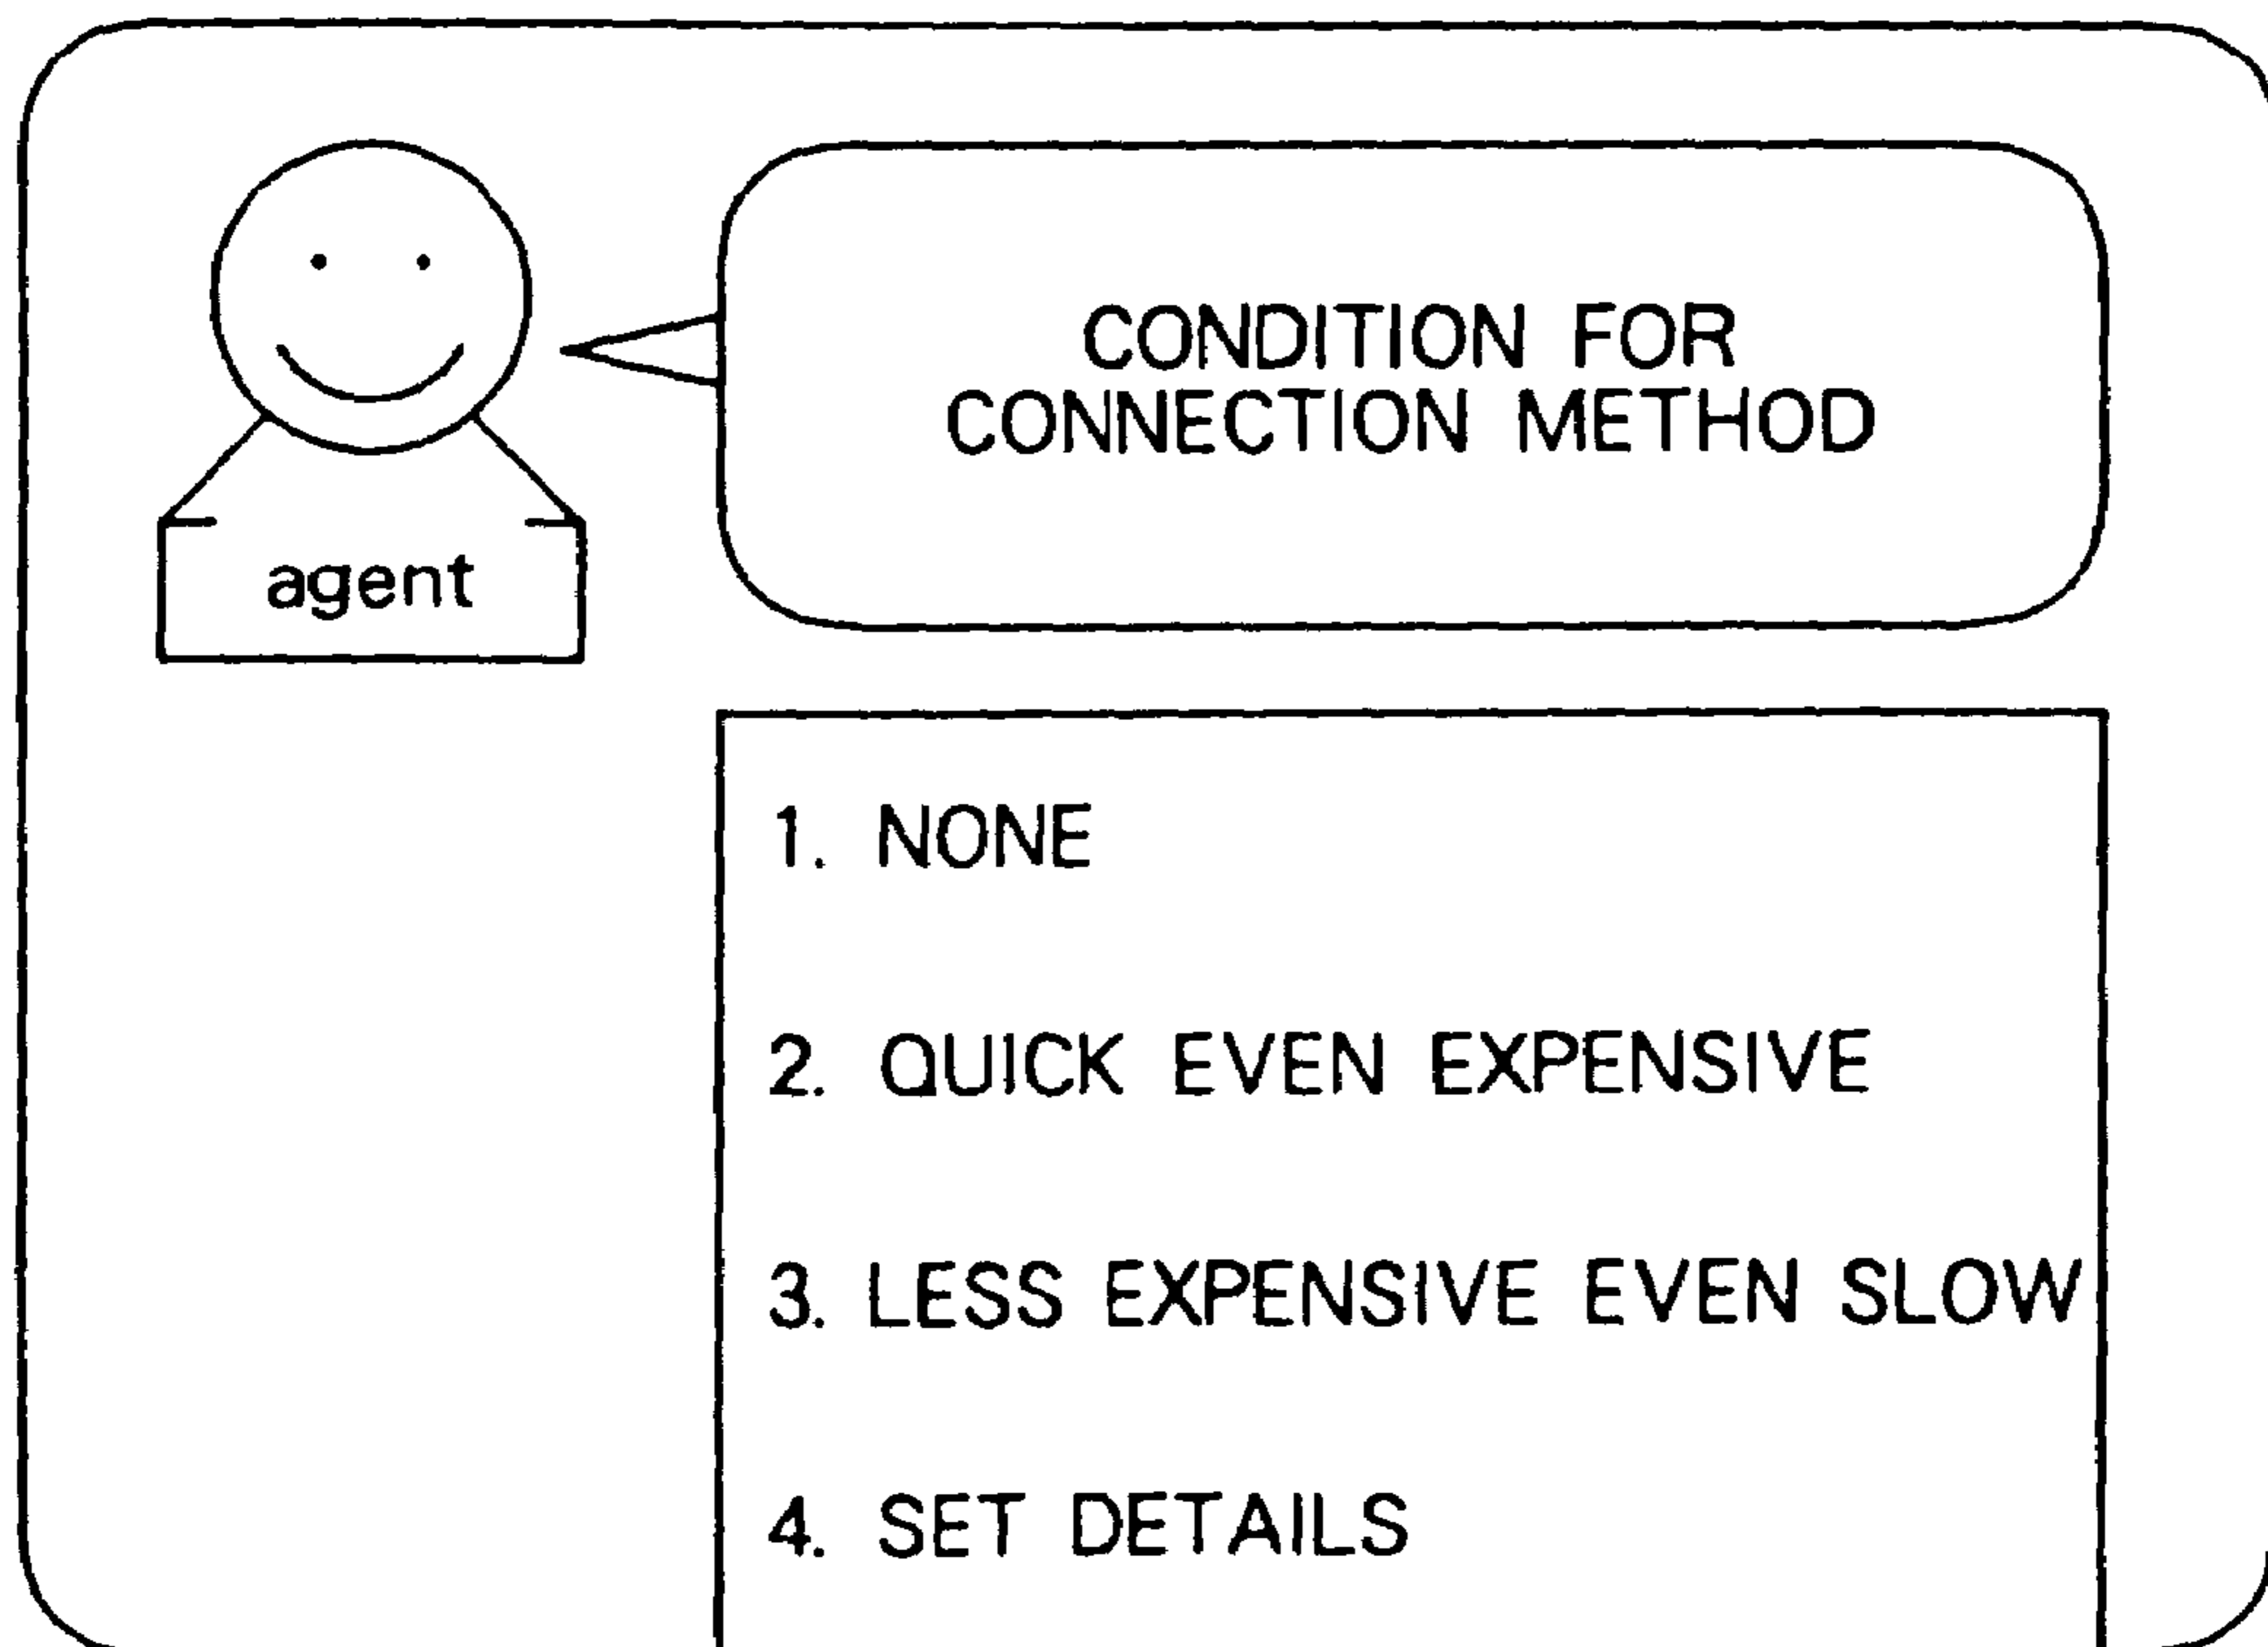 CONDITION FOR
CONNECTION METHOD
agent
1. NONE
2. QUICK EVEN EXPENSIVE
3. LESS EXPENSIVE EVEN SLOW
4. SET DETAILS